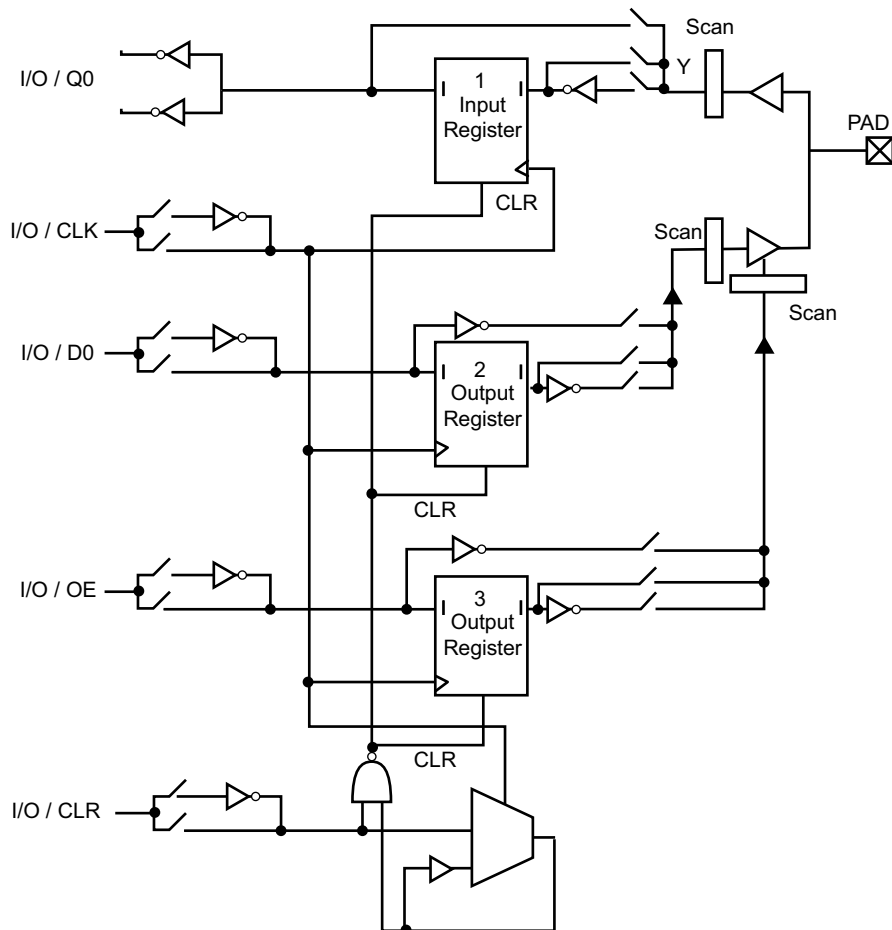 Scan
I/O / Q0
1
Input
Register
Y
PAD
CLR
I/O / CLK
Scan
Scan
I/O / D0
2
Output
Register
CLR
I/O / OE
3
Output
Register
CLR
I/O / CLR